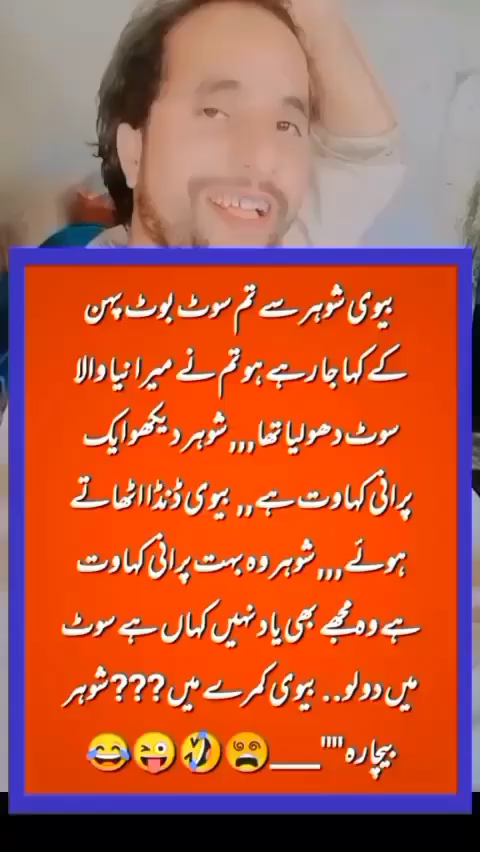 بیوی شوہر سے تم سوٹ بوٹ پہن
کے کہا جا رہے ہو تم نے میرا نیا والا
سوٹ دھو لیا تھا,,,شوہر دیکھو ایک
پرانی کہاوت ہے,, بیوی ڈنڈا اٹھاتے
ہوئے,,,شوہر وہ بہت پرانی کہاوت
ہے وہ مجھے بھی یاد نہیں کہاں ہے سوٹ
میں دو لو.. بیوی کمرے میں???شوہر
بیچارہ""___😵🤣😜😂